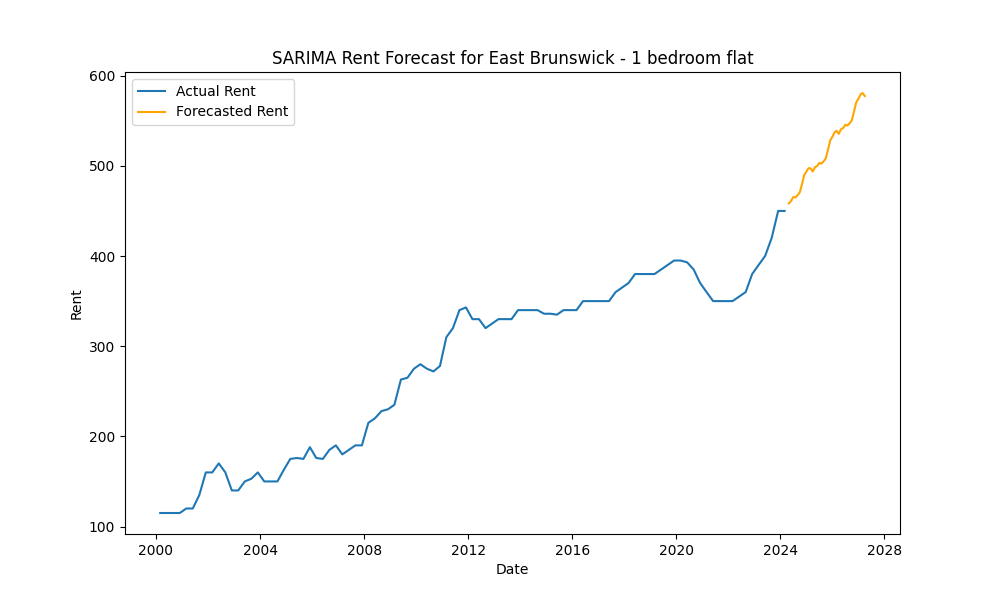 SARIMA Rent Forecast for East Brunswick - 1 bedroom flat
Actual Rent
Forecasted Rent
600
500
400
300
200
100
Rent
2000 2004 2008 2012 2016 2020 2024 2028
Date